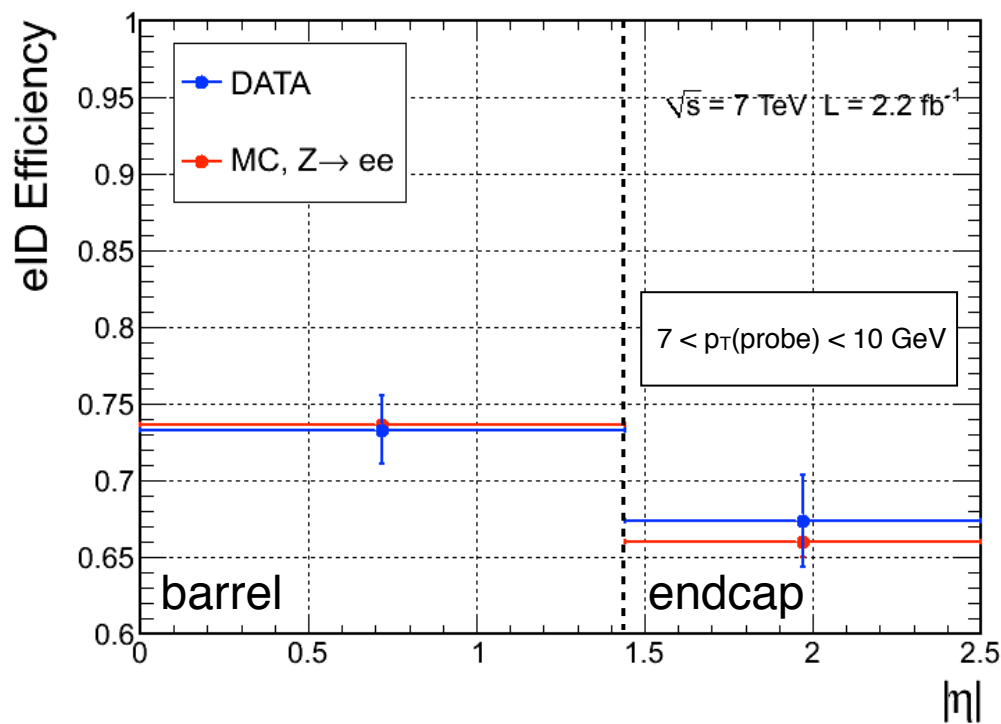 eID Efficiency
1
0.95
0.9
0.85
0.8
0.75
0.7
0.65
0.6
DATA
MC, Z→ ee
√s = 7 TeV L = 2.2 fb⁻¹
7 < pT(probe) < 10 GeV
barrel
endcap
0
0.5
1
1.5
2
2.5
|η|